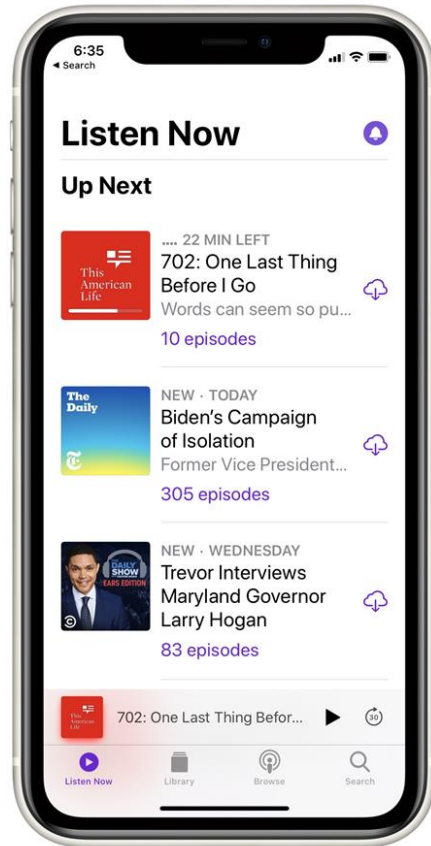 6:35
Search
Listen Now
Up Next
This
American
Life
.... 22 MIN LEFT
702: One Last Thing
Before I Go
Words can seem so pu...
10 episodes
The
Daily
NEW · TODAY
Biden's Campaign
of Isolation
Former Vice President...
305 episodes
THE
DAILY
SHOW
EARS EDITION
NEW · WEDNESDAY
Trevor Interviews
Maryland Governor
Larry Hogan
83 episodes
This
American
Life
702: One Last Thing Befor...
30
Listen Now
Library
Browse
Search